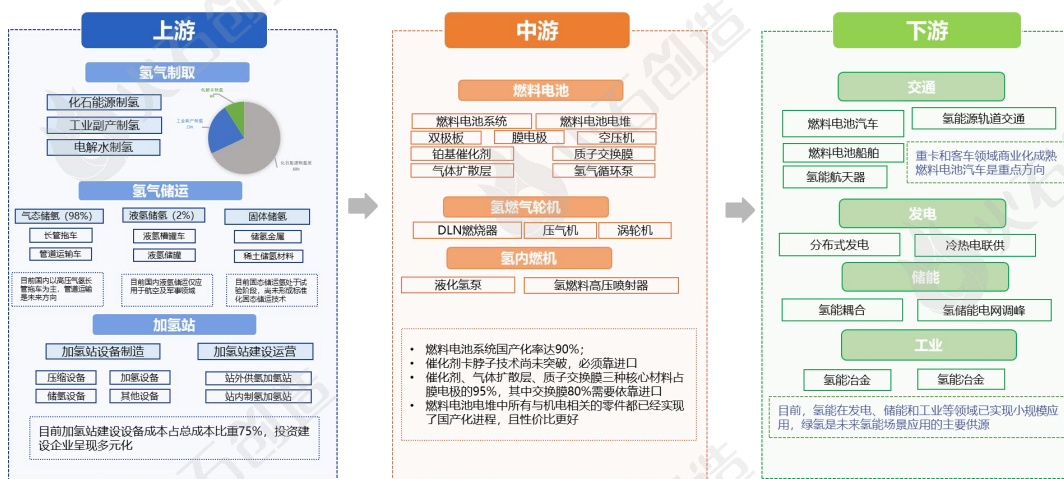 上游
氢气制取
化石能源制氢
工业副产制氢
电解水制氢
电解水制氢
工业副产制氢
化石能源制氢
氢气储运
气态储氢（98%）
液氢储氢（2%）
固体储氢
长管拖车
液氢槽罐车
储氢金属
管道运输车
液氢储罐
稀土储氢材料
目前国内以高压气氢长
管拖车为主，管道运输
是未来方向
目前国内液氢储运仅应
用于航空及军事领域
目前固态储运氢处于试
验阶段，尚未形成标准
化固态储运技术
加氢站
加氢站设备制造
加氢站建设运营
压缩设备
加氢设备
站外供氢加氢站
储氢设备
其他设备
站内制氢加氢站
目前加氢站建设设备成本占总成本比重75%，投资建
设企业呈现多元化
中游
燃料电池
燃料电池系统
燃料电池电堆
双极板
膜电极
空压机
铂基催化剂
质子交换膜
气体扩散层
氢气循环泵
氢燃气轮机
DLN燃烧器
压气机
涡轮机
氢内燃机
液化氢泵
氢燃料高压喷射器
• 燃料电池系统国产化率达90%；
• 催化剂卡脖子技术尚未突破，必须靠进口
• 催化剂、气体扩散层、质子交换膜三种核心材料占
膜电极的95%，其中交换膜80%需要依靠进口
• 燃料电池电堆中所有与机电相关的零件都已经实现
了国产化进程，且性价比更好
下游
交通
燃料电池汽车
氢能源轨道交通
燃料电池船舶
氢能航天器
重卡和客车领域商业化成熟
燃料电池汽车是重点方向
发电
分布式发电
冷热电联供
储能
氢能耦合
氢储能电网调峰
工业
氢能冶金
氢能冶金
目前，氢能在发电、储能和工业等领域已实现小规模应
用，绿氢是未来氢能场景应用的主要供源
火石创造